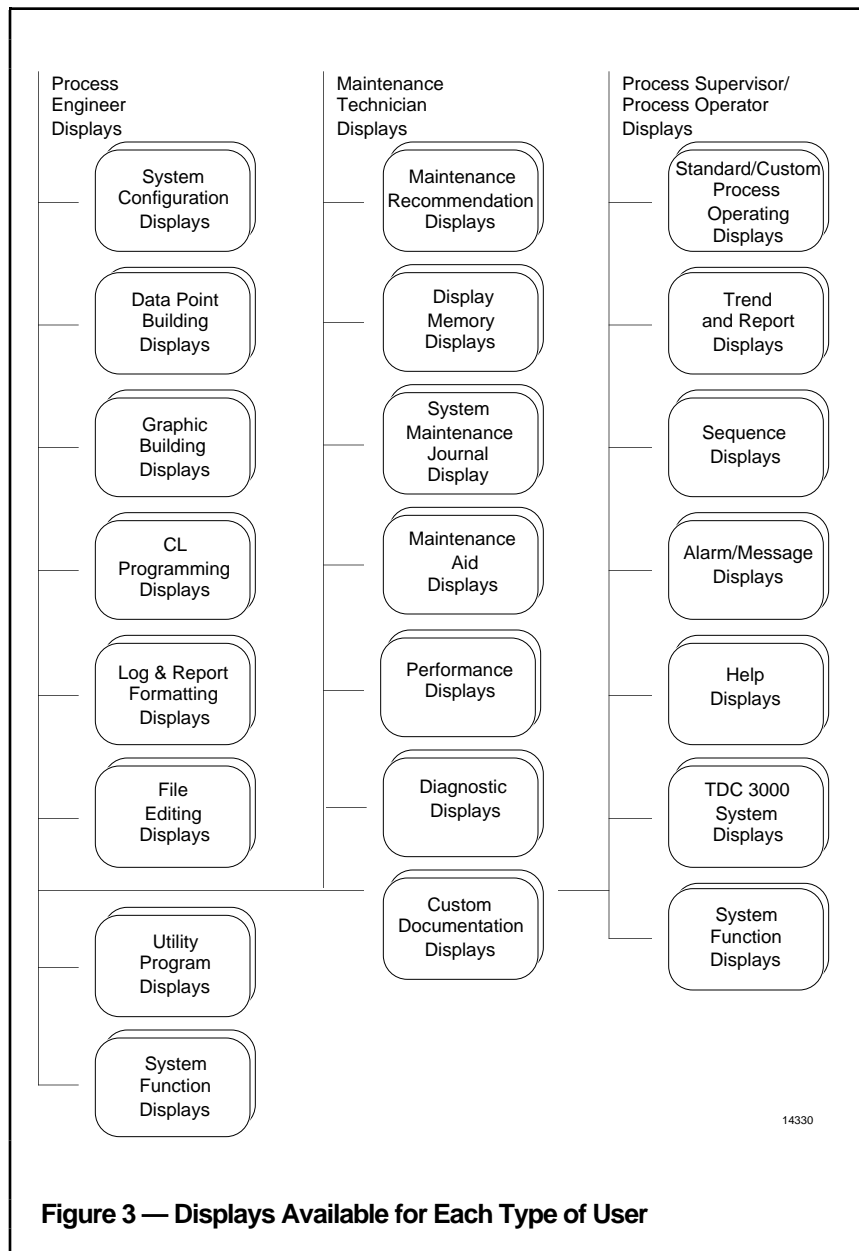 Process
Engineer
Displays
System
Configuration
Displays
Data Point
Building
Displays
Graphic
Building
Displays
CL
Programming
Displays
Log & Report
Formatting
Displays
File
Editing
Displays
Utility
Program
Displays
System
Function
Displays
Maintenance
Technician
Displays
Maintenance
Recommendation
Displays
Display
Memory
Displays
System
Maintenance
Journal
Display
Maintenance
Aid
Displays
Performance
Displays
Diagnostic
Displays
Custom
Documentation
Displays
Process Supervisor/
Process Operator
Displays
Standard/Custom
Process
Operating
Displays
Trend
and Report
Displays
Sequence
Displays
Alarm/Message
Displays
Help
Displays
TDC 3000
System
Displays
System
Function
Displays
14330
Figure 3 — Displays Available for Each Type of User